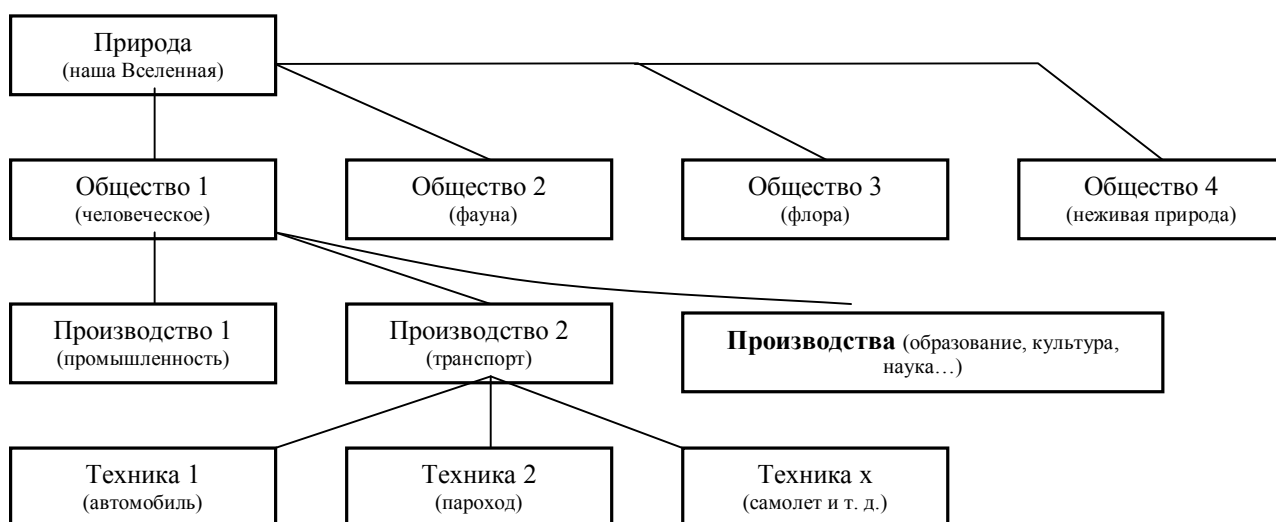 Природа
(наша Вселенная)
Общество 1
(человеческое)
Общество 2
(фауна)
Общество 3
(флора)
Общество 4
(неживая природа)
Производство 1
(промышленность)
Производство 2
(транспорт)
Производства (образование, культура,
наука…)
Техника 1
(автомобиль)
Техника 2
(пароход)
Техника х
(самолет и т. д.)